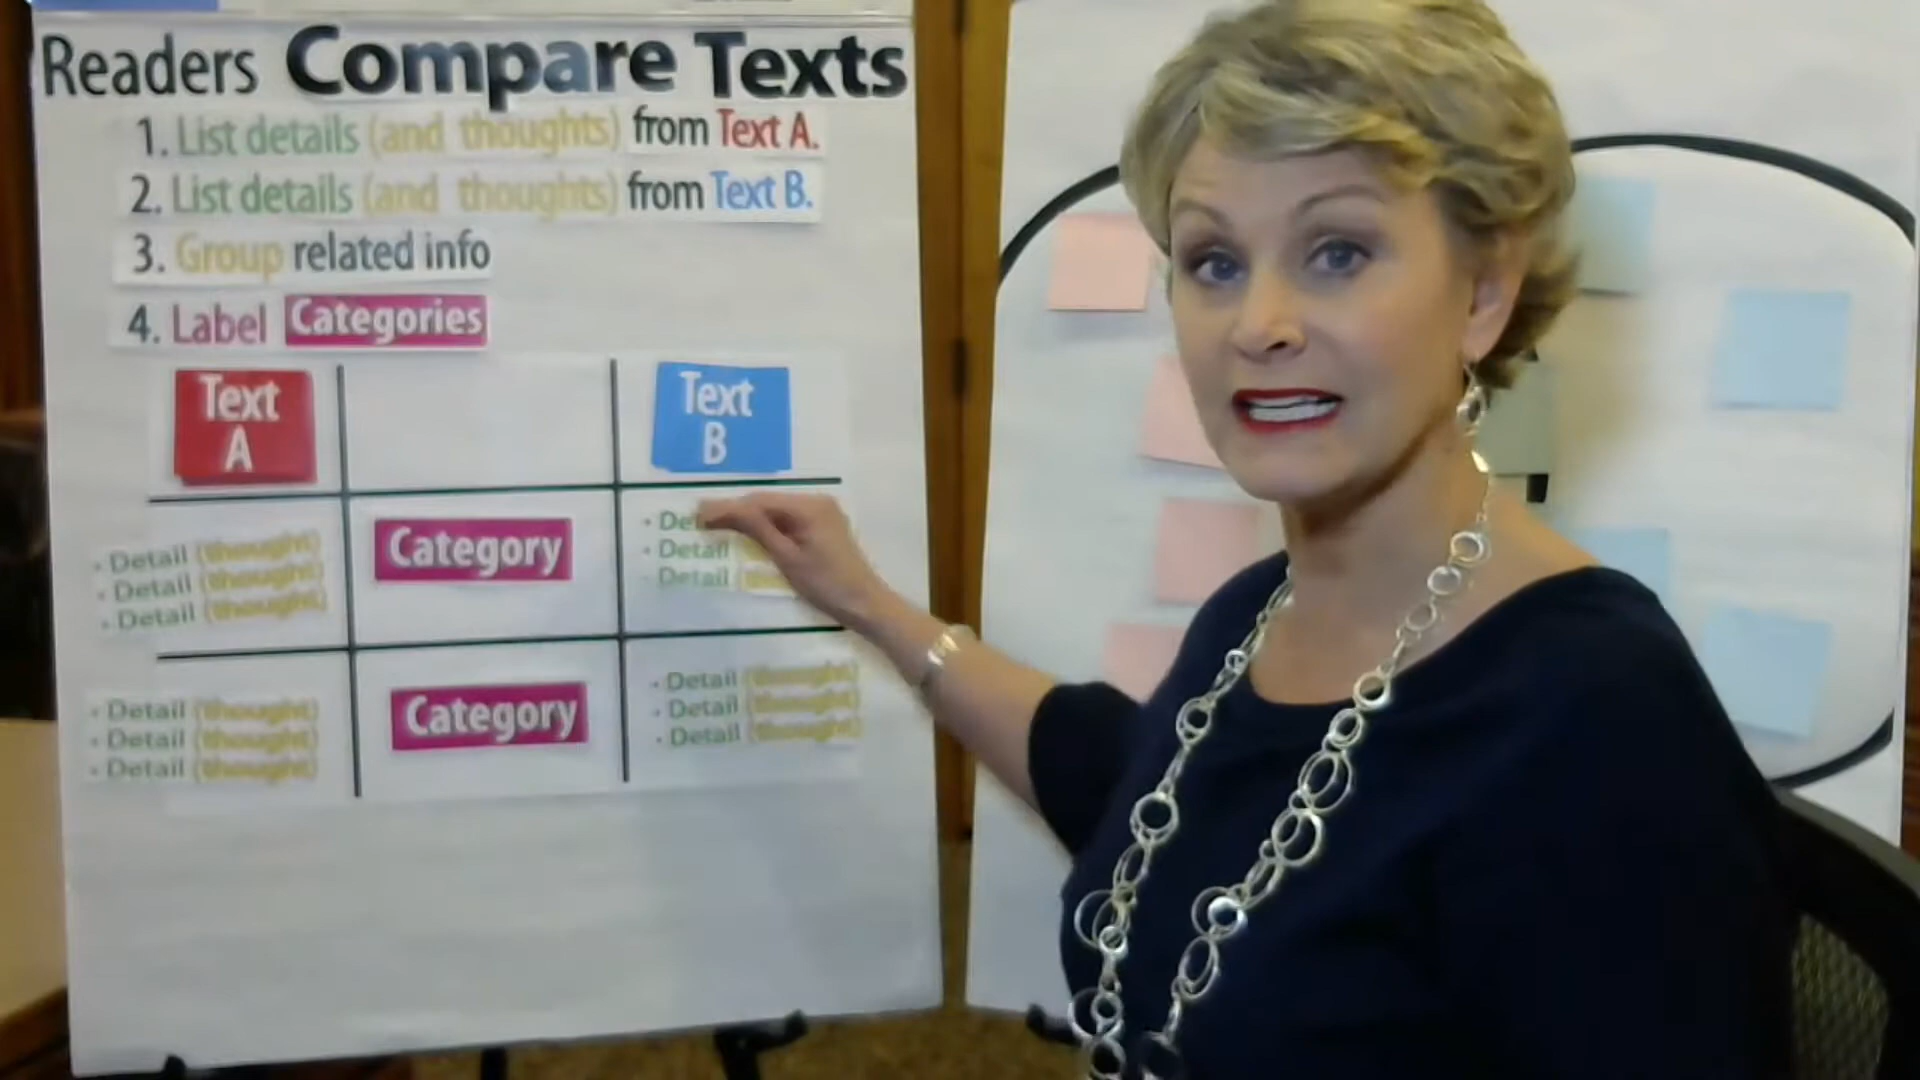 Readers Compare Texts
1. List details (and thoughts) from Text A.
2. List details (and thoughts) from Text B.
3. Group related info
4. Label Categories
Text
A
Text
B
• Detail (thought)
• Detail (thought)
• Detail (thought)
Category
• De
• Detail
• Detail
• Detail (thought)
• Detail (thought)
• Detail (thought)
Category
• Detail (thought)
• Detail (thought)
• Detail (thought)